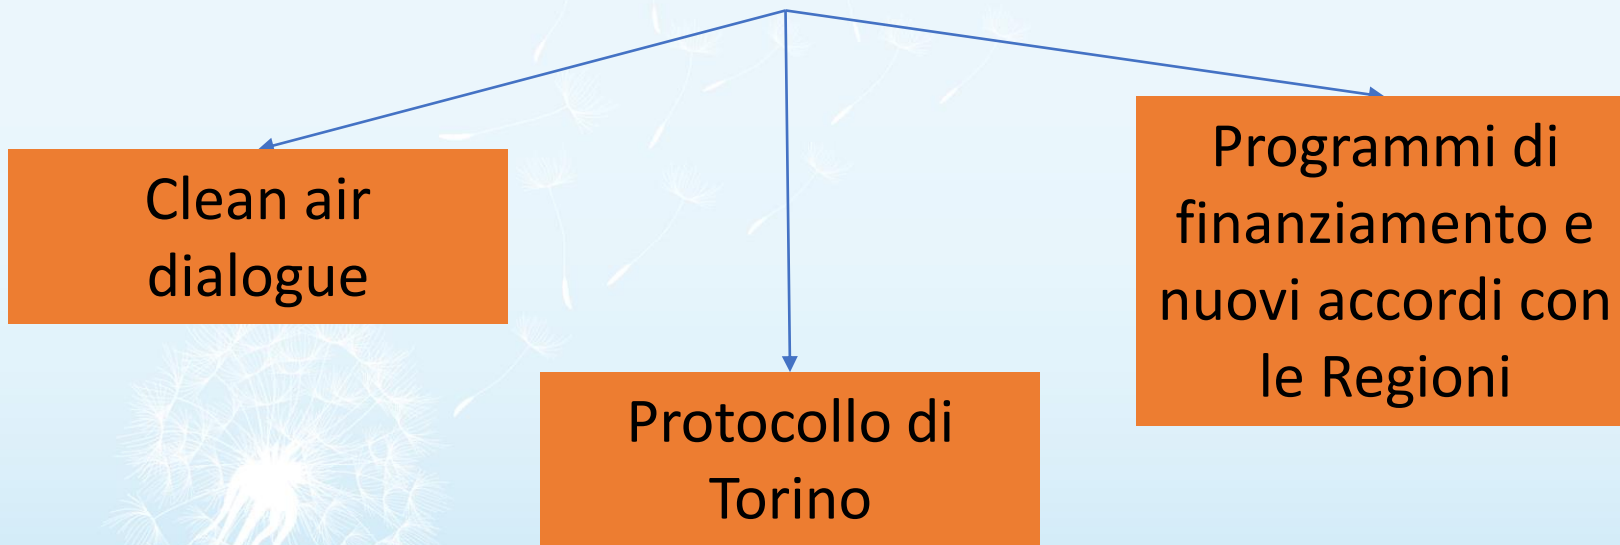 Clean air
dialogue
Protocollo di
Torino
Programmi di
finanziamento e
nuovi accordi con
le Regioni